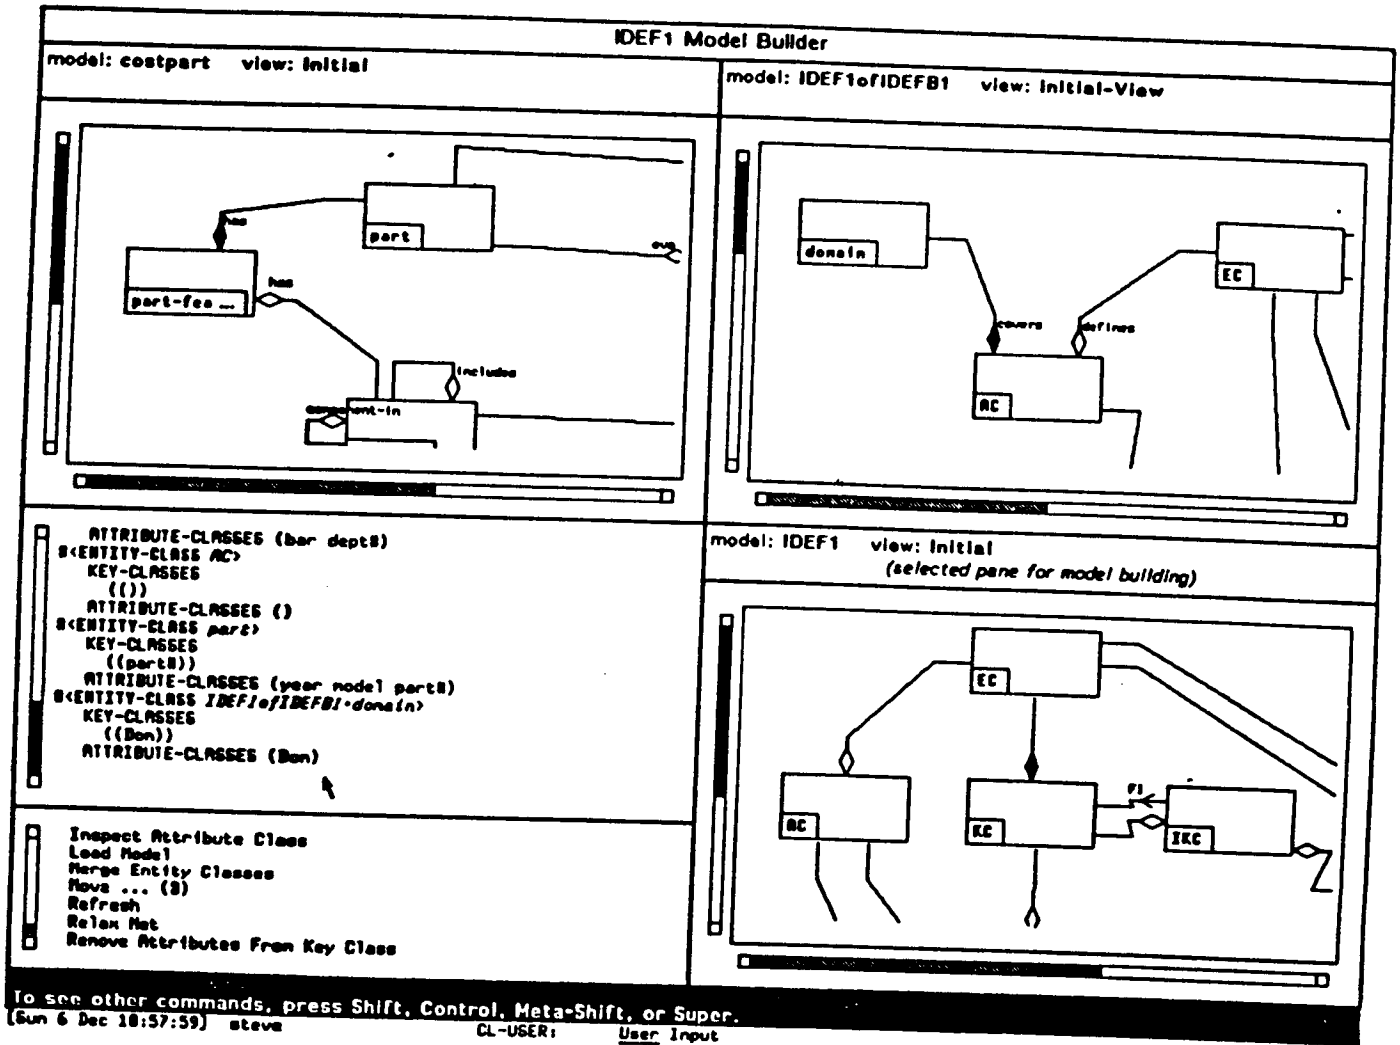 IDEF1 Model Builder
model: costpart view: Initial
has
part
part-fea ...
has
includes
component-in
model: IDEF1ofIDEFB1 view: Initial-View
domain
EC
covers
defines
AC
ATTRIBUTE-CLASSES (bar dept#)
#<ENTITY-CLASS AC>
KEY-CLASSES
(())
ATTRIBUTE-CLASSES ()
#<ENTITY-CLASS part>
KEY-CLASSES
((part#))
ATTRIBUTE-CLASSES (year model part#)
#<ENTITY-CLASS IDEF1ofIDEFB1·domain>
KEY-CLASSES
((Don))
ATTRIBUTE-CLASSES (Don)
model: IDEF1 view: Initial
(selected pane for model building)
EC
AC
KC
F1
IKC
Inspect Attribute Class
Load Model
Merge Entity Classes
Move ... (3)
Refresh
Relax Net
Remove Attributes From Key Class
To see other commands, press Shift, Control, Meta-Shift, or Super.
[Sun 6 Dec 10:57:59] steve CL-USER: User Input